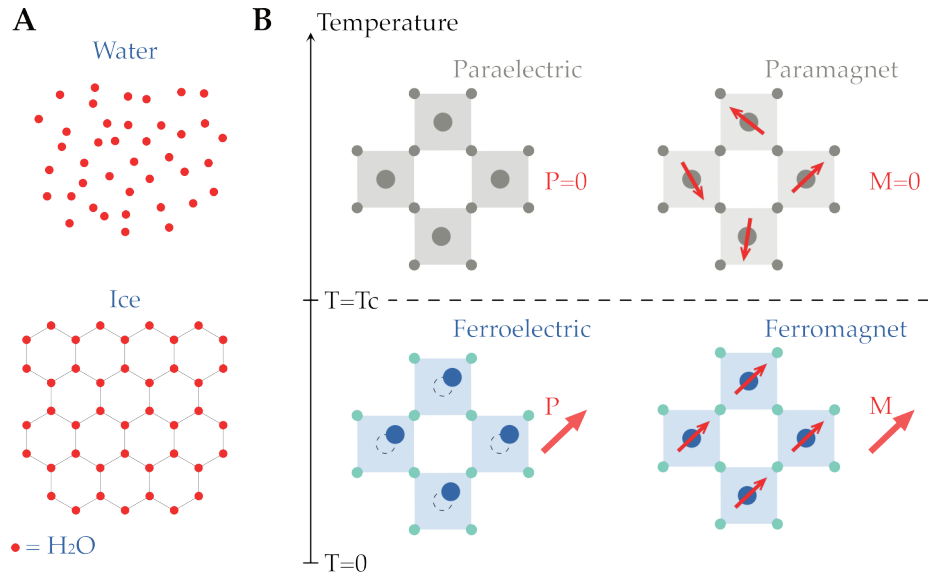 A
Water
Ice
= H₂O
B
Temperature
Paraelectric
Paramagnet
P=0
M=0
T=Tc
Ferroelectric
Ferromagnet
P
M
T=0